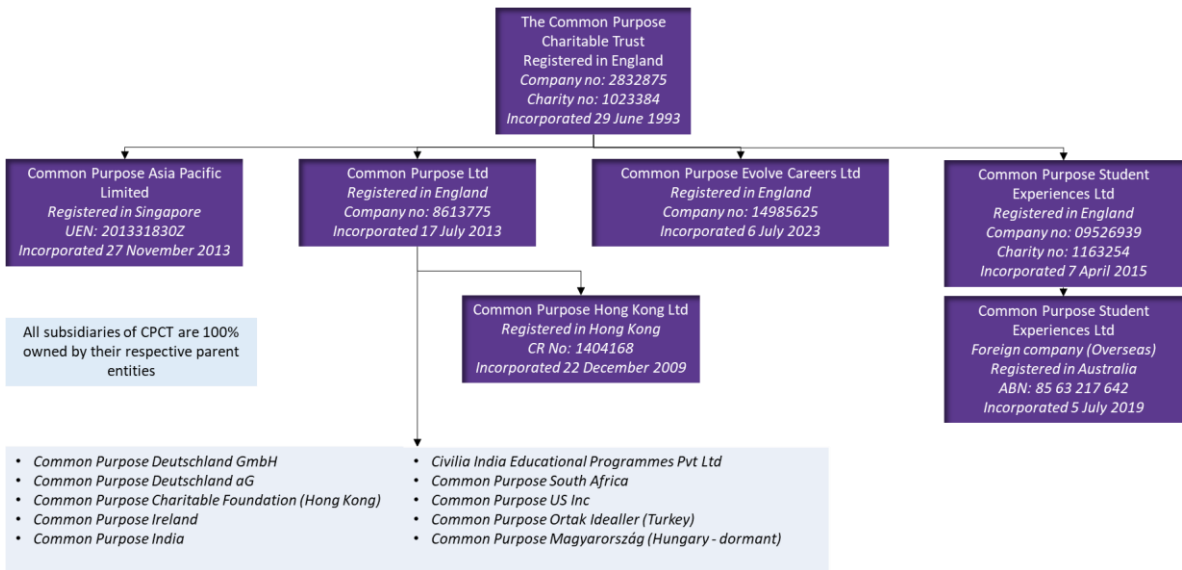 The Common Purpose
Charitable Trust
Registered in England
Company no: 2832875
Charity no: 1023384
Incorporated 29 June 1993
Common Purpose Asia Pacific
Limited
Registered in Singapore
UEN: 201331830Z
Incorporated 27 November 2013
Common Purpose Ltd
Registered in England
Company no: 8613775
Incorporated 17 July 2013
Common Purpose Evolve Careers Ltd
Registered in England
Company no: 14985625
Incorporated 6 July 2023
Common Purpose Student
Experiences Ltd
Registered in England
Company no: 09526939
Charity no: 1163254
Incorporated 7 April 2015
All subsidiaries of CPCT are 100%
owned by their respective parent
entities
Common Purpose Hong Kong Ltd
Registered in Hong Kong
CR No: 1404168
Incorporated 22 December 2009
Common Purpose Student
Experiences Ltd
Foreign company (Overseas)
Registered in Australia
ABN: 85 63 217 642
Incorporated 5 July 2019
• Common Purpose Deutschland GmbH
• Common Purpose Deutschland aG
• Common Purpose Charitable Foundation (Hong Kong)
• Common Purpose Ireland
• Common Purpose India
• Civilia India Educational Programmes Pvt Ltd
• Common Purpose South Africa
• Common Purpose US Inc
• Common Purpose Ortak Idealler (Turkey)
• Common Purpose Magyarország (Hungary - dormant)